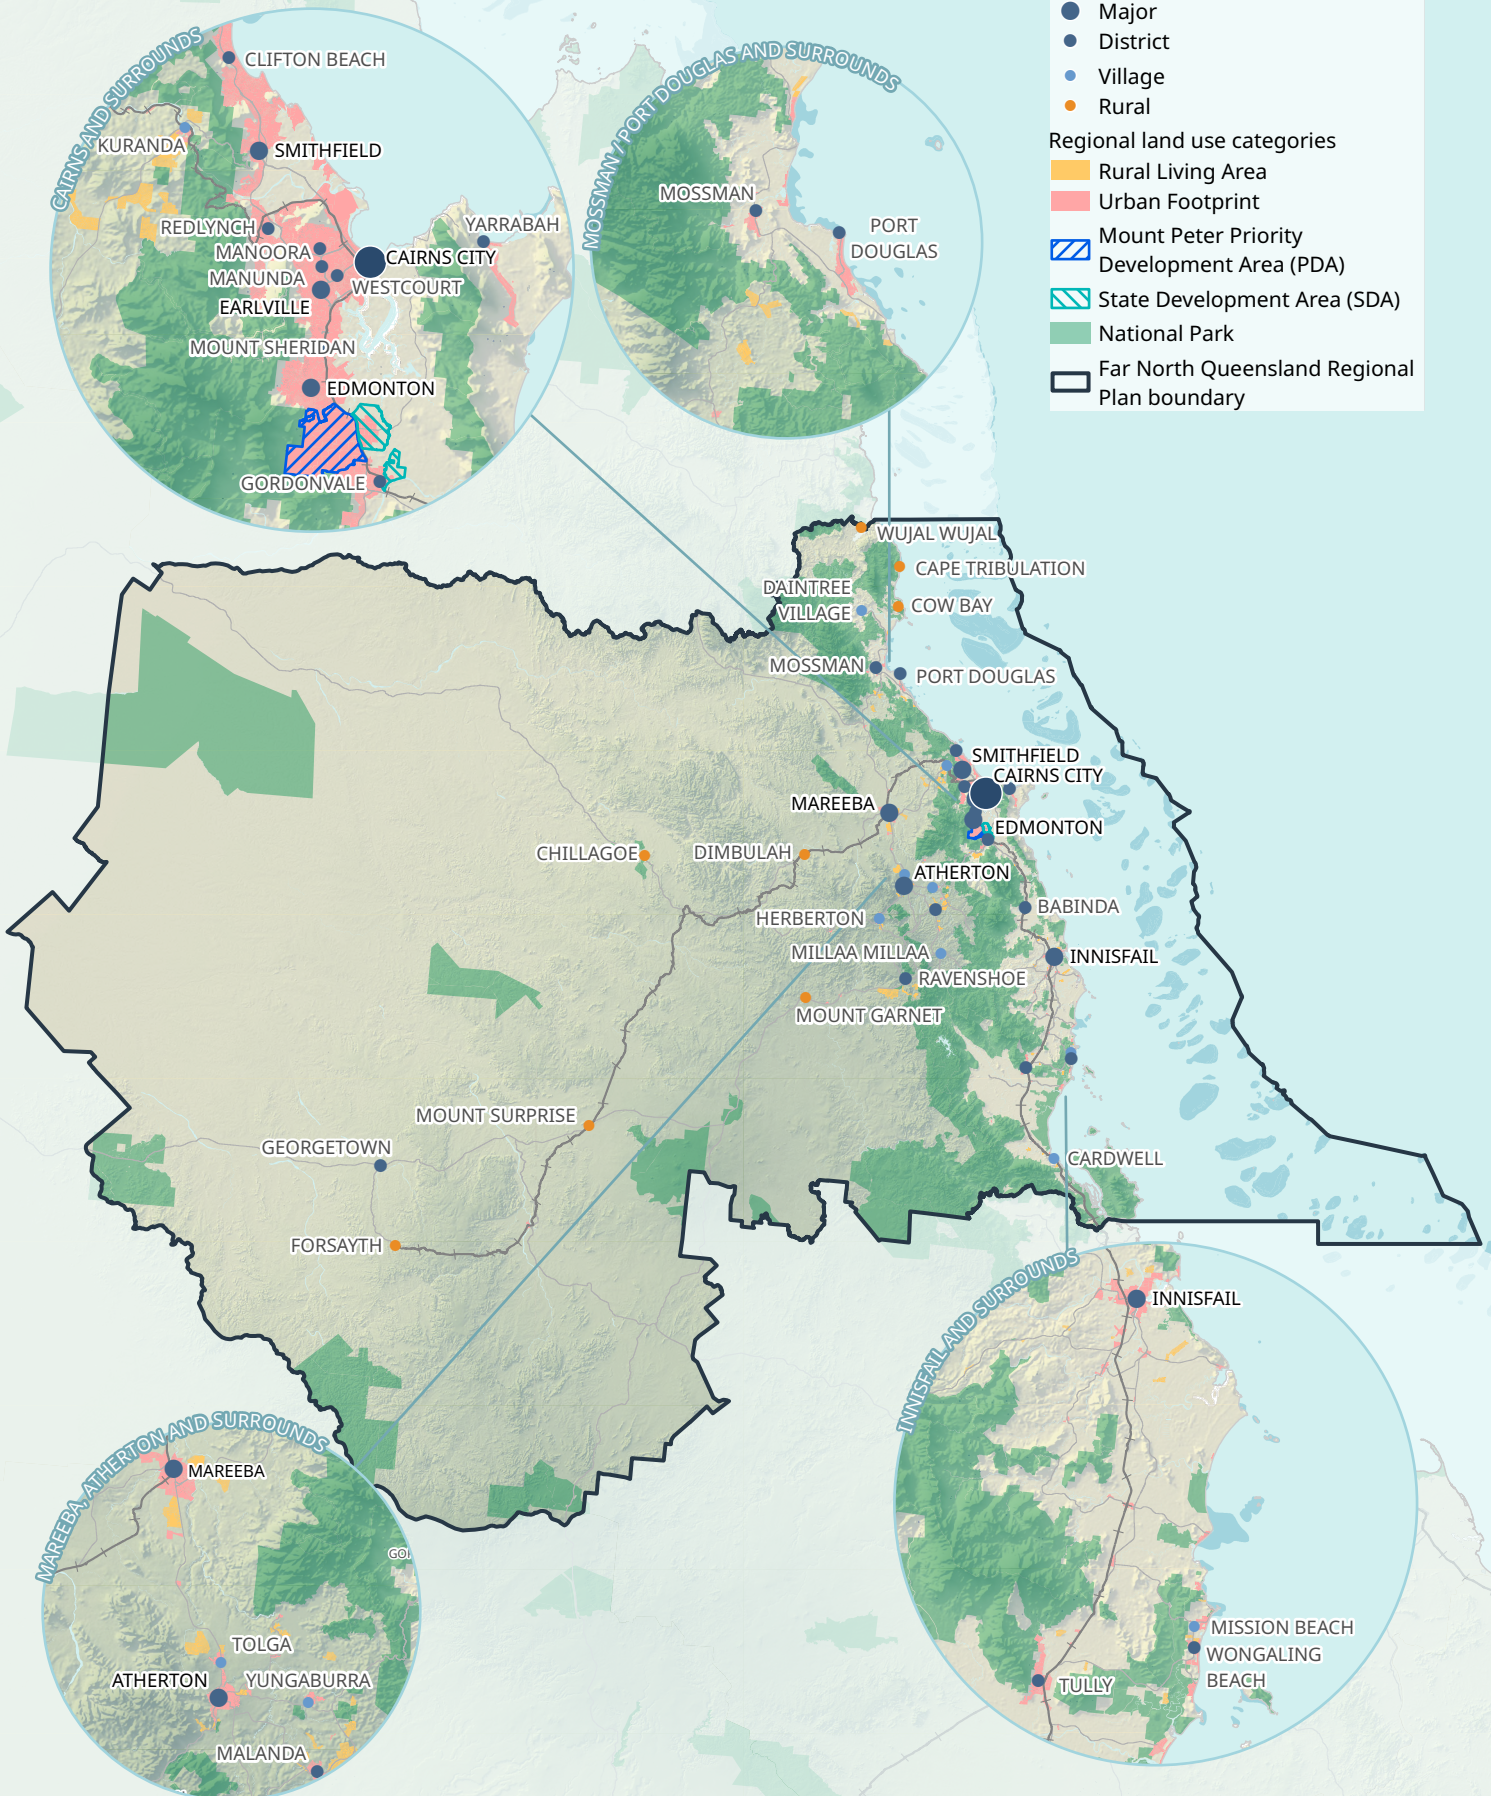 Major
District
Village
Rural
Regional land use categories
Rural Living Area
Urban Footprint
Mount Peter Priority
Development Area (PDA)
State Development Area (SDA)
National Park
Far North Queensland Regional
Plan boundary
CAIRNS AND SURROUNDS
CLIFTON BEACH
KURANDA
SMITHFIELD
REDLYNCH
YARRABAH
MANOORA
CAIRNS CITY
MANUNDA
WESTCOURT
EARLVILLE
MOUNT SHERIDAN
EDMONTON
GORDONVALE
MOSSMAN / PORT DOUGLAS AND SURROUNDS
MOSSMAN
PORT
DOUGLAS
WUJAL WUJAL
CAPE TRIBULATION
DAINTREE
VILLAGE
COW BAY
MOSSMAN
PORT DOUGLAS
SMITHFIELD
CAIRNS CITY
MAREEBA
EDMONTON
CHILLAGOE
DIMBULAH
ATHERTON
HERBERTON
BABINDA
MILLAA MILLAA
INNISFAIL
RAVENSHOE
MOUNT GARNET
MOUNT SURPRISE
GEORGETOWN
CARDWELL
FORSAYTH
INNISFAIL AND SURROUNDS
INNISFAIL
MISSION BEACH
WONGALING
BEACH
TULLY
MAREEBA, ATHERTON AND SURROUNDS
MAREEBA
TOLGA
ATHERTON
YUNGABURRA
MALANDA